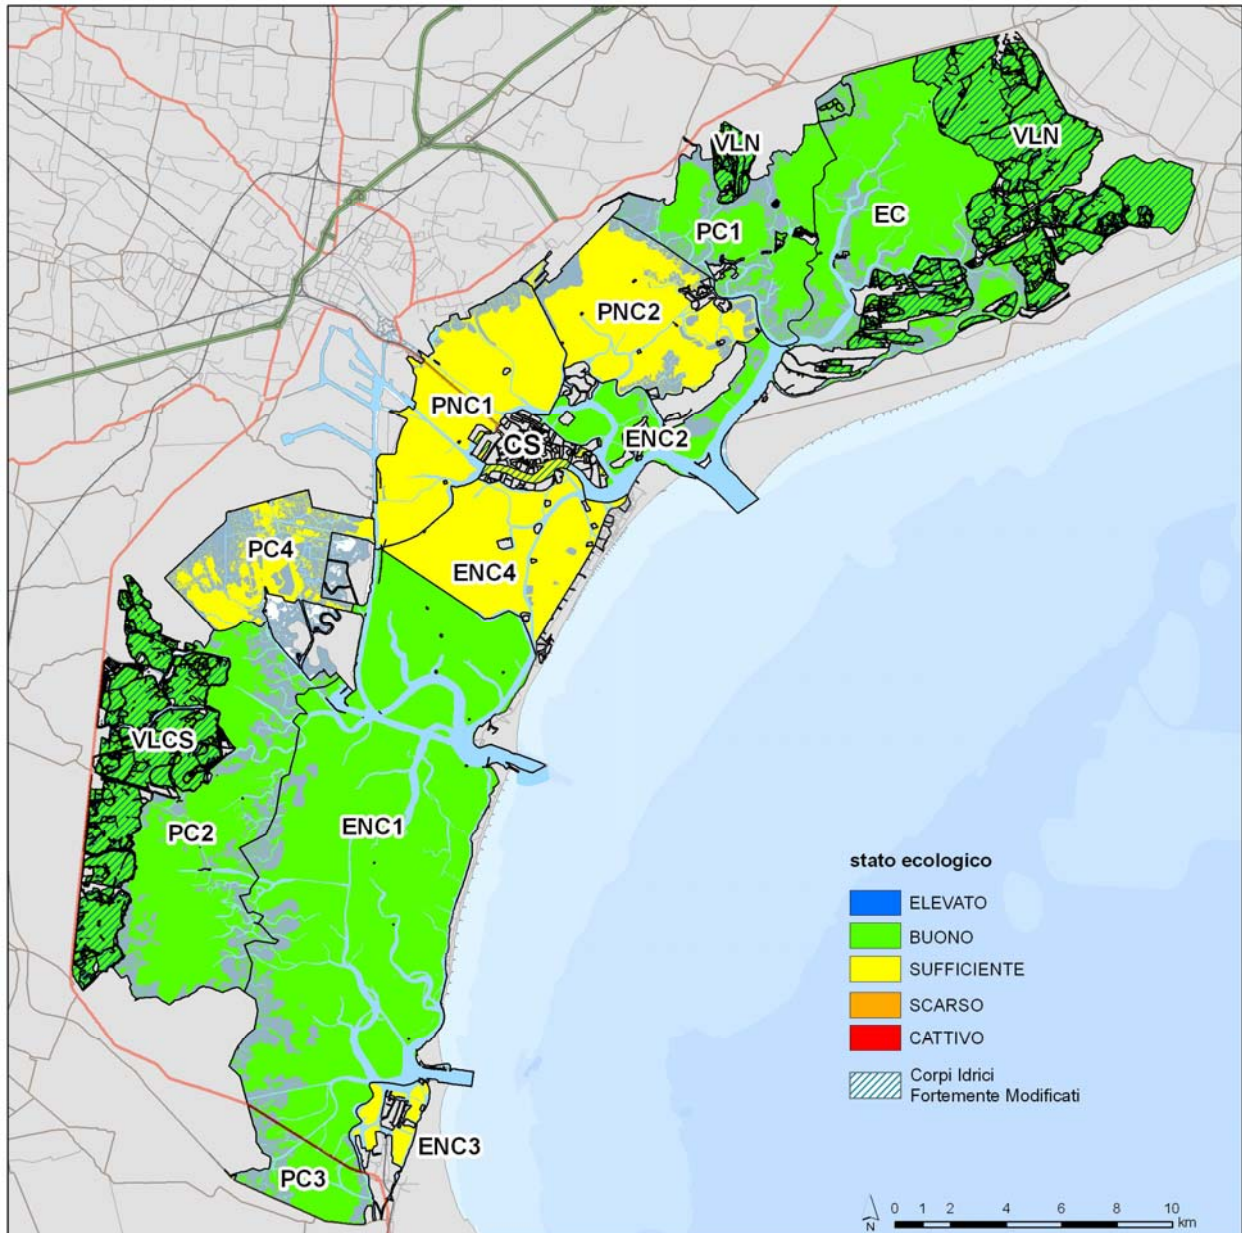 VLN
VLN
EC
PC1
PNC2
PNC1
CS
ENC2
PC4
ENC4
VLCS
PC2
ENC1
ENC3
PC3
stato ecologico
ELEVATO
BUONO
SUFFICIENTE
SCARSO
CATTIVO
Corpi Idrici
Fortemente Modificati
N
0 1 2 4 6 8 10
km